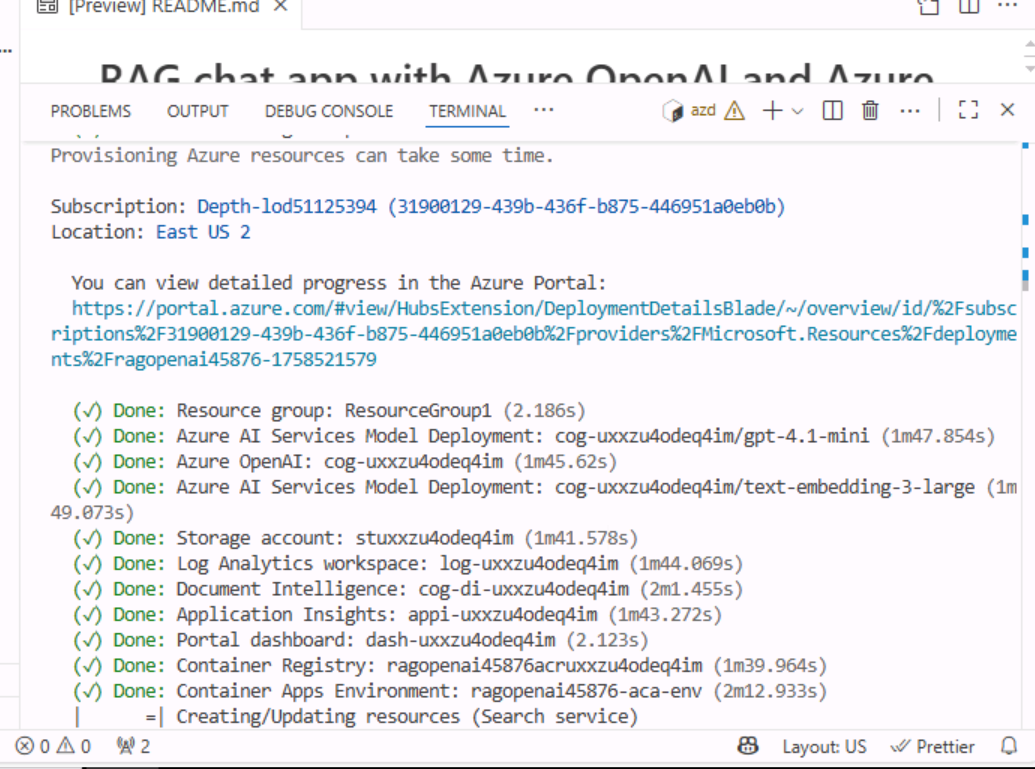 [Preview] README.md
...
RAG chat app with Azure OpenAI and Azure
PROBLEMS OUTPUT DEBUG CONSOLE TERMINAL ... azd
Provisioning Azure resources can take some time.
Subscription: Depth-lod51125394 (31900129-439b-436f-b875-446951a0eb0b)
Location: East US 2
You can view detailed progress in the Azure Portal:
https://portal.azure.com/#view/HubsExtension/DeploymentDetailsBlade/~/overview/id/%2Fsubsc
riptions%2F31900129-439b-436f-b875-446951a0eb0b%2Fproviders%2FMicrosoft.Resources%2Fdeployme
nts%2Fragopenai45876-1758521579
(✓) Done: Resource group: ResourceGroup1 (2.186s)
(✓) Done: Azure AI Services Model Deployment: cog-uxxzu4odeq4im/gpt-4.1-mini (1m47.854s)
(✓) Done: Azure OpenAI: cog-uxxzu4odeq4im (1m45.62s)
(✓) Done: Azure AI Services Model Deployment: cog-uxxzu4odeq4im/text-embedding-3-large (1m
49.073s)
(✓) Done: Storage account: stuxxzu4odeq4im (1m41.578s)
(✓) Done: Log Analytics workspace: log-uxxzu4odeq4im (1m44.069s)
(✓) Done: Document Intelligence: cog-di-uxxzu4odeq4im (2m1.455s)
(✓) Done: Application Insights: appi-uxxzu4odeq4im (1m43.272s)
(✓) Done: Portal dashboard: dash-uxxzu4odeq4im (2.123s)
(✓) Done: Container Registry: ragopenai45876acruxxzu4odeq4im (1m39.964s)
(✓) Done: Container Apps Environment: ragopenai45876-aca-env (2m12.933s)
|      =| Creating/Updating resources (Search service)
0 0 2 Layout: US Prettier